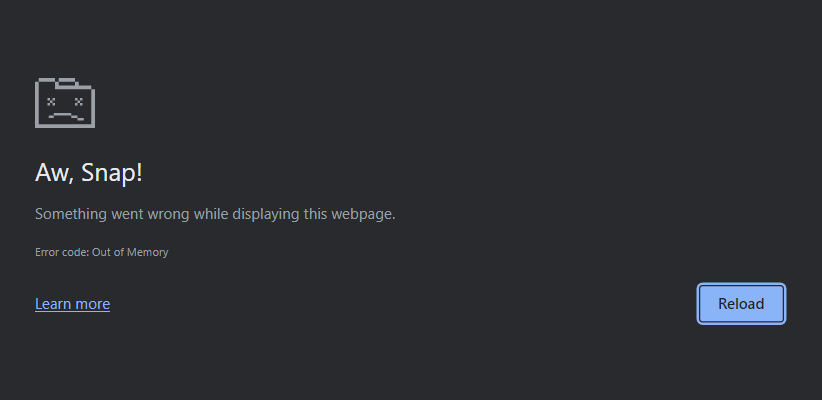 Aw, Snap!
Something went wrong while displaying this webpage.
Error code: Out of Memory
Learn more
Reload